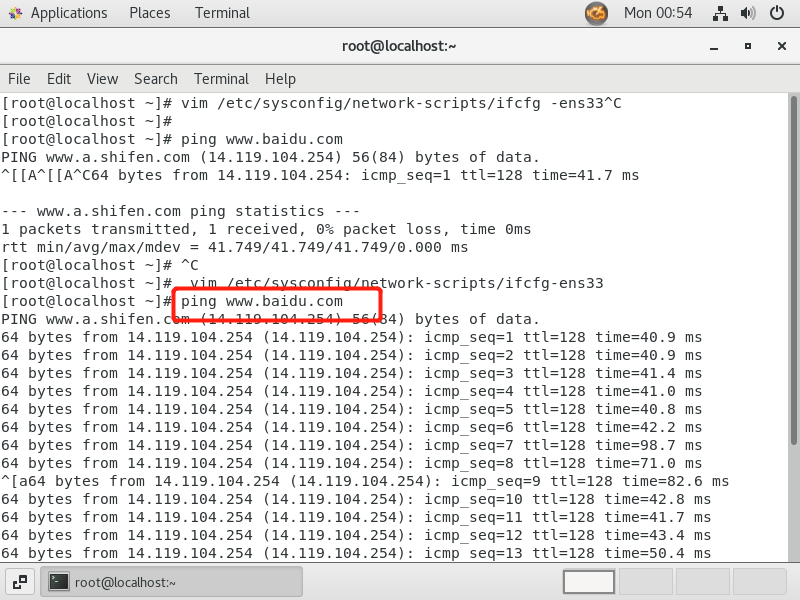 Applications Places Terminal Mon 00:54
root@localhost:~
File Edit View Search Terminal Help
[root@localhost ~]# vim /etc/sysconfig/network-scripts/ifcfg -ens33^C
[root@localhost ~]#
[root@localhost ~]# ping www.baidu.com
PING www.a.shifen.com (14.119.104.254) 56(84) bytes of data.
^[[A^[[A^C64 bytes from 14.119.104.254: icmp_seq=1 ttl=128 time=41.7 ms
--- www.a.shifen.com ping statistics ---
1 packets transmitted, 1 received, 0% packet loss, time 0ms
rtt min/avg/max/mdev = 41.749/41.749/41.749/0.000 ms
[root@localhost ~]# ^C
[root@localhost ~]#  vim /etc/sysconfig/network-scripts/ifcfg-ens33
[root@localhost ~]# ping www.baidu.com
PING www.a.shifen.com (14.119.104.254) 56(84) bytes of data.
64 bytes from 14.119.104.254 (14.119.104.254): icmp_seq=1 ttl=128 time=40.9 ms
64 bytes from 14.119.104.254 (14.119.104.254): icmp_seq=2 ttl=128 time=40.9 ms
64 bytes from 14.119.104.254 (14.119.104.254): icmp_seq=3 ttl=128 time=41.4 ms
64 bytes from 14.119.104.254 (14.119.104.254): icmp_seq=4 ttl=128 time=41.0 ms
64 bytes from 14.119.104.254 (14.119.104.254): icmp_seq=5 ttl=128 time=40.8 ms
64 bytes from 14.119.104.254 (14.119.104.254): icmp_seq=6 ttl=128 time=42.2 ms
64 bytes from 14.119.104.254 (14.119.104.254): icmp_seq=7 ttl=128 time=98.7 ms
64 bytes from 14.119.104.254 (14.119.104.254): icmp_seq=8 ttl=128 time=71.0 ms
^[a64 bytes from 14.119.104.254 (14.119.104.254): icmp_seq=9 ttl=128 time=82.6 ms
64 bytes from 14.119.104.254 (14.119.104.254): icmp_seq=10 ttl=128 time=42.8 ms
64 bytes from 14.119.104.254 (14.119.104.254): icmp_seq=11 ttl=128 time=41.7 ms
64 bytes from 14.119.104.254 (14.119.104.254): icmp_seq=12 ttl=128 time=43.4 ms
64 bytes from 14.119.104.254 (14.119.104.254): icmp_seq=13 ttl=128 time=50.4 ms
root@localhost:~